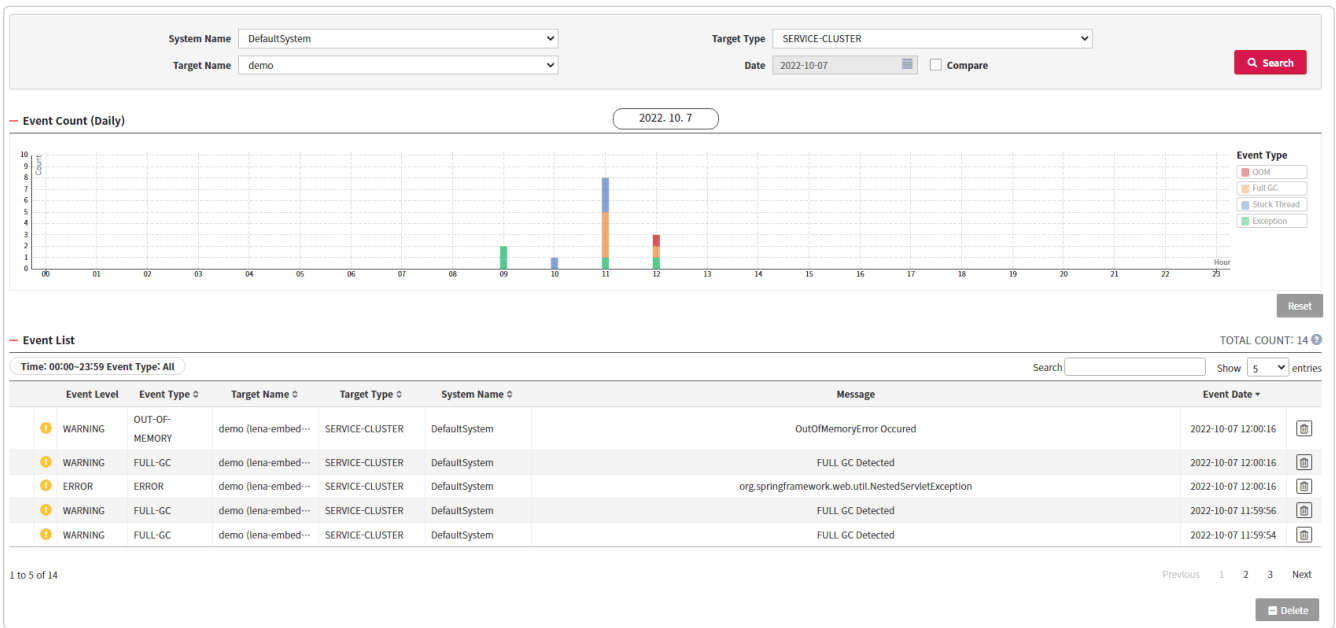 System Name DefaultSystem Target Type SERVICE-CLUSTER
Target Name demo Date 2022-10-07 Compare Search
Event Count (Daily) 2022. 10. 7
10
9
8
7
6
5
4
3
2
1
0
Count
00 01 02 03 04 05 06 07 08 09 10 11 12 13 14 15 16 17 18 19 20 21 22 23
Hour
Event Type
OOM
Full GC
Stuck Thread
Exception
Reset
Event List TOTAL COUNT: 14 ?
Time: 00:00~23:59 Event Type: All Search Show 5 entries
Event Level Event Type Target Name Target Type System Name Message Event Date
WARNING OUT-OF-MEMORY demo (lena-embed··· SERVICE-CLUSTER DefaultSystem OutOfMemoryError Occured 2022-10-07 12:00:16
WARNING FULL-GC demo (lena-embed··· SERVICE-CLUSTER DefaultSystem FULL GC Detected 2022-10-07 12:00:16
ERROR ERROR demo (lena-embed··· SERVICE-CLUSTER DefaultSystem org.springframework.web.util.NestedServletException 2022-10-07 12:00:16
WARNING FULL-GC demo (lena-embed··· SERVICE-CLUSTER DefaultSystem FULL GC Detected 2022-10-07 11:59:56
WARNING FULL-GC demo (lena-embed··· SERVICE-CLUSTER DefaultSystem FULL GC Detected 2022-10-07 11:59:54
1 to 5 of 14 Previous 1 2 3 Next
Delete